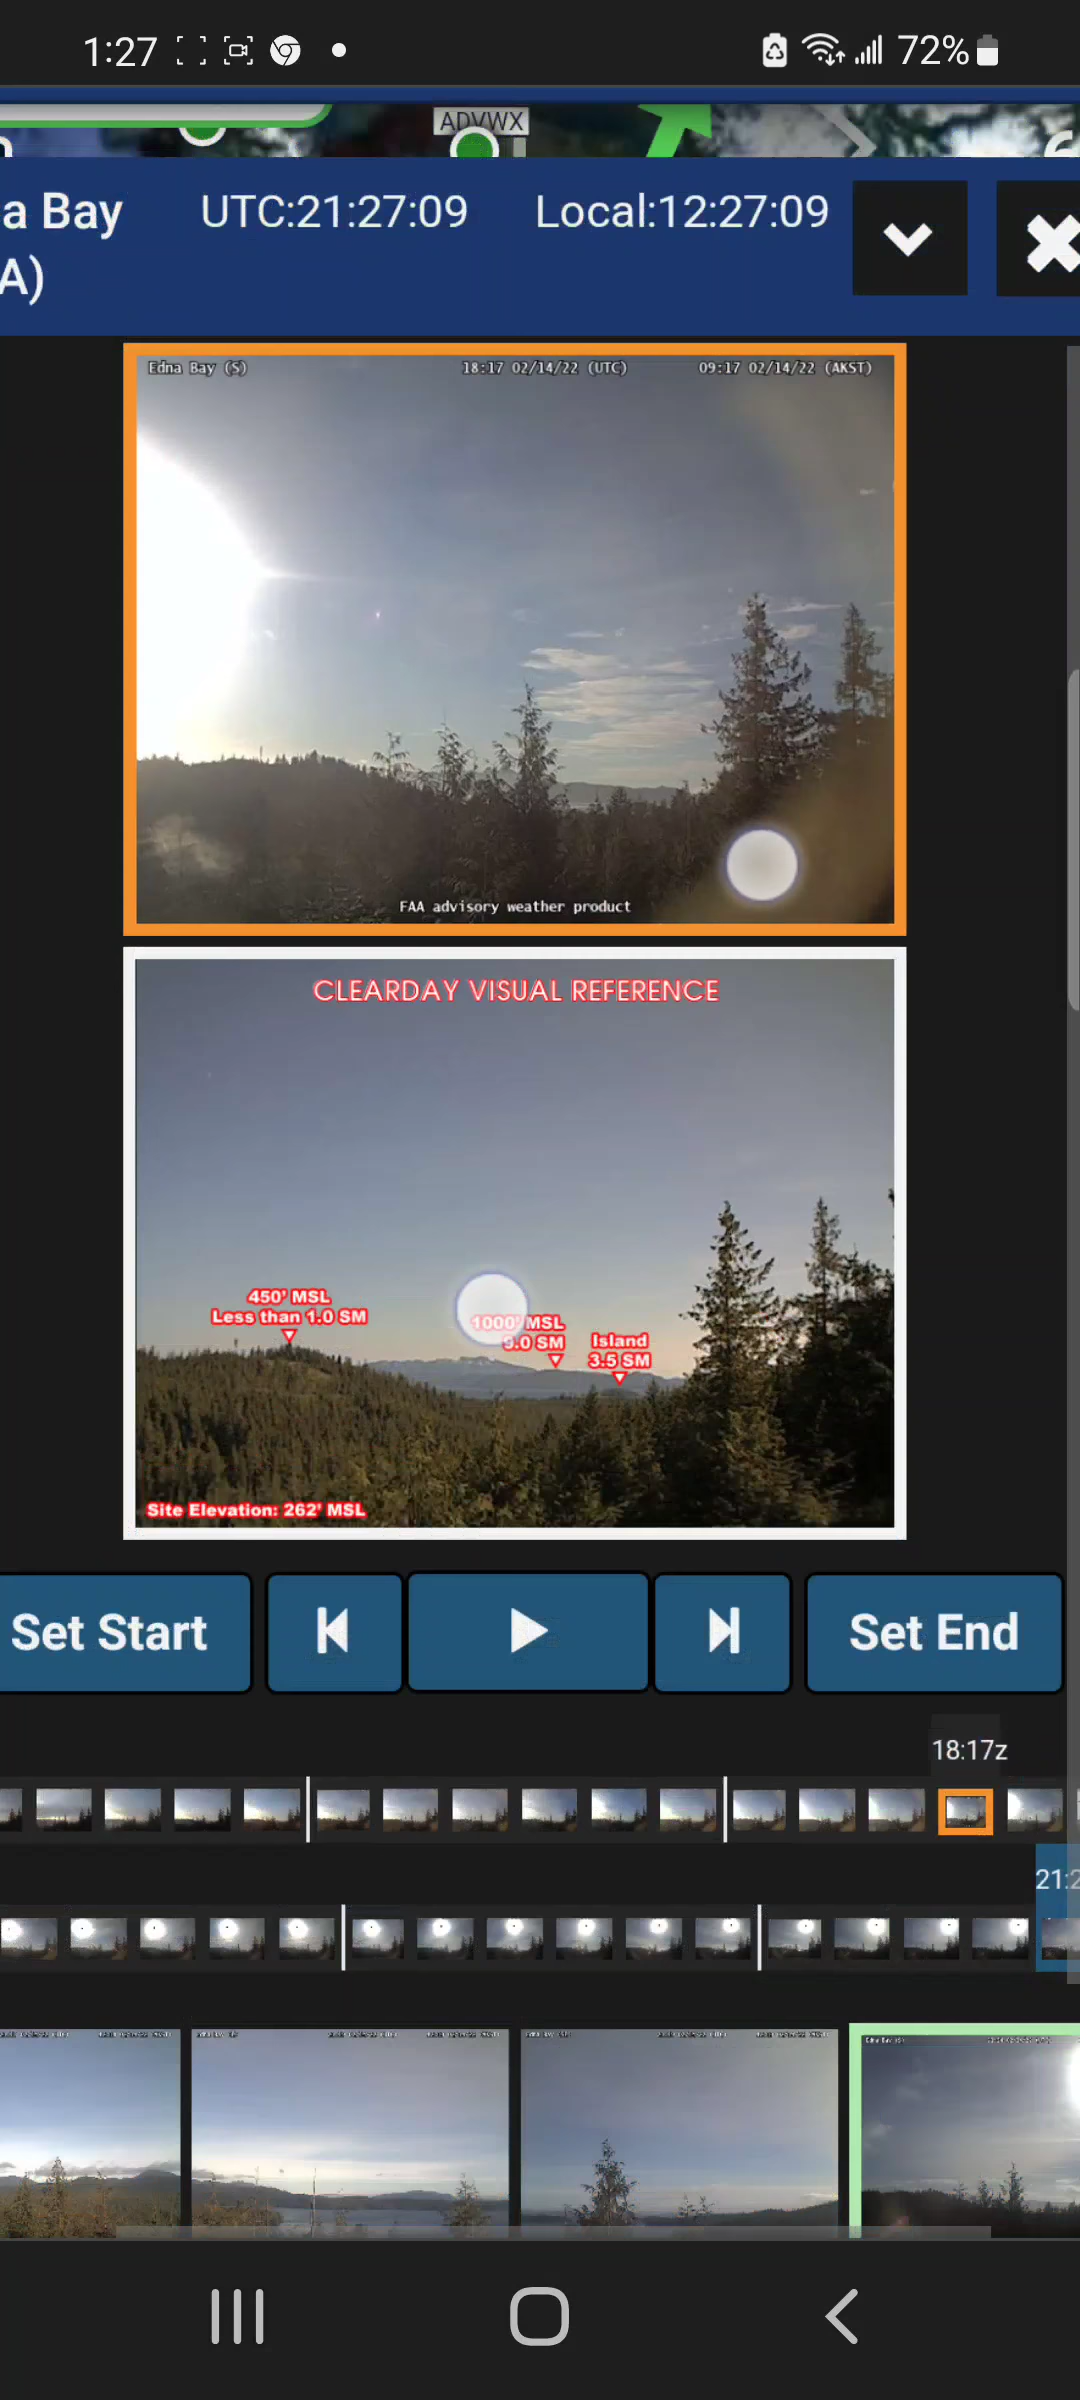 1:27
72%
ADVWX
a Bay
A)
UTC:21:27:09
Local:12:27:09
Edna Bay (S)
18:17 02/14/22 (UTC)
09:17 02/14/22 (AKST)
FAA advisory weather product
CLEARDAY VISUAL REFERENCE
450' MSL
Less than 1.0 SM
1000' MSL
9.0 SM
Island
3.5 SM
Site Elevation: 262' MSL
Set Start
Set End
18:17z
21:2